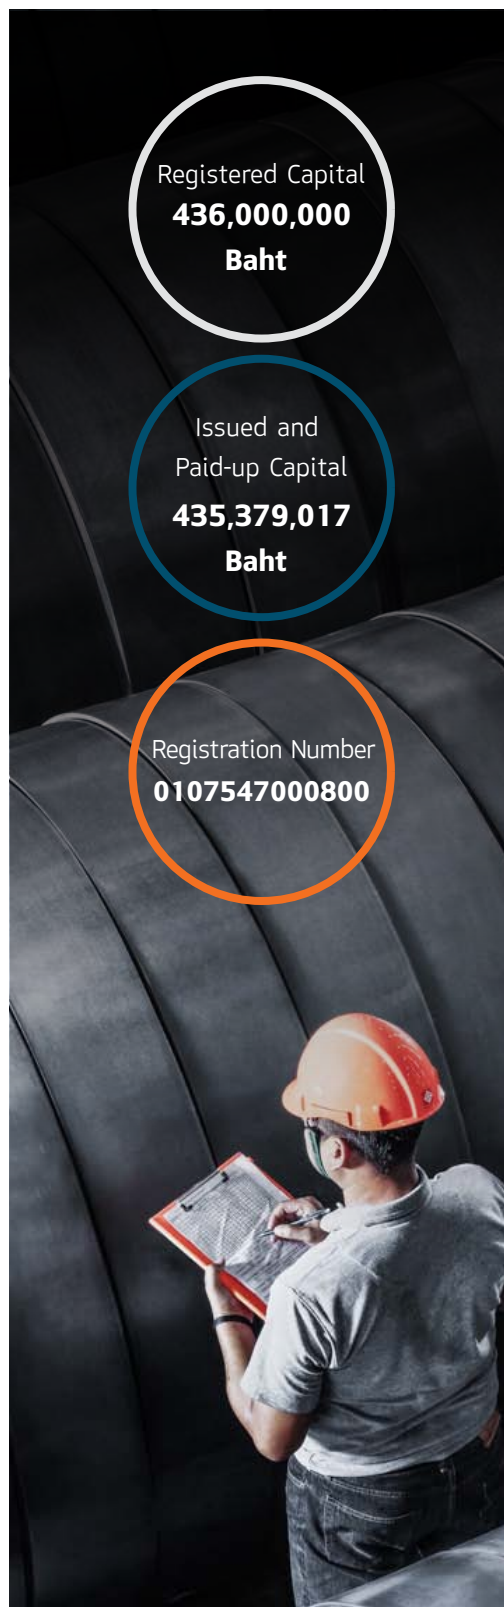 Registered Capital
436,000,000
Baht
Issued and
Paid-up Capital
435,379,017
Baht
Registration Number
0107547000800